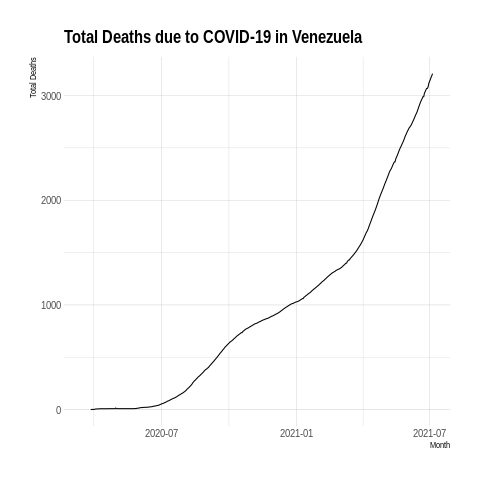 Total Deaths due to COVID-19 in Venezuela
Total Deaths
3000
2000
1000
0
2020-07 2021-01 2021-07
Month